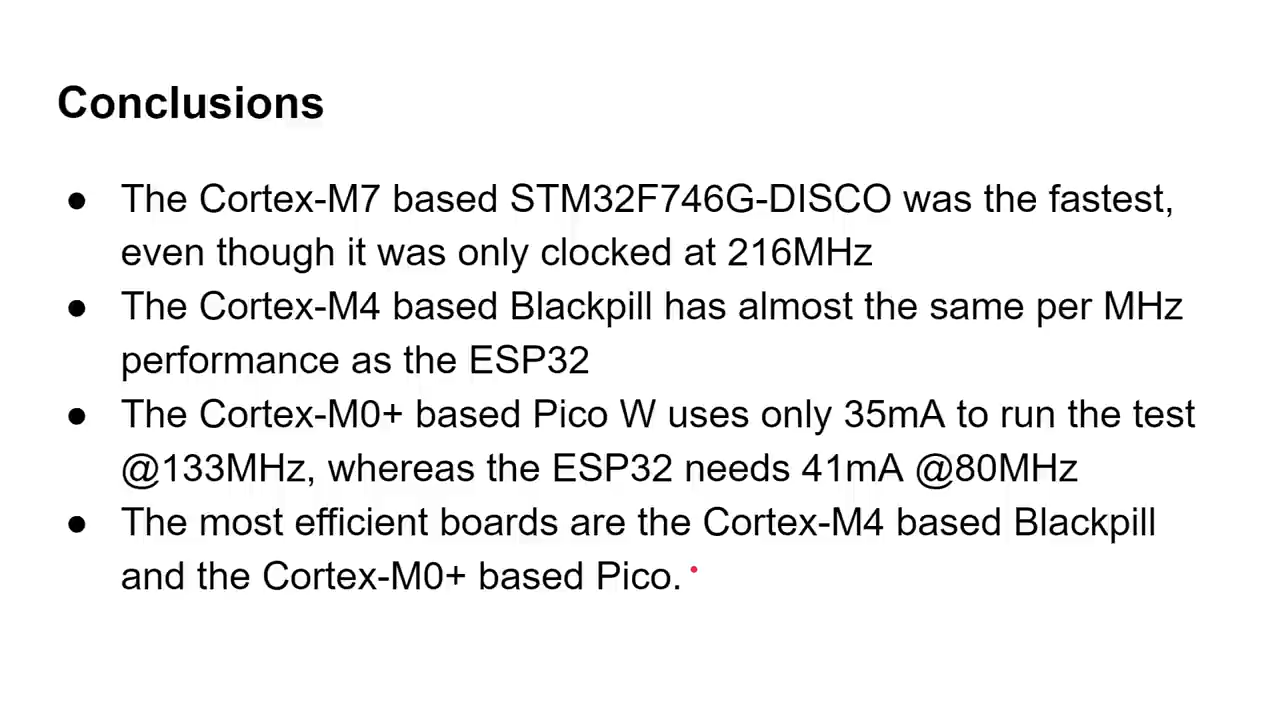 Conclusions
● The Cortex-M7 based STM32F746G-DISCO was the fastest,
even though it was only clocked at 216MHz
● The Cortex-M4 based Blackpill has almost the same per MHz
performance as the ESP32
● The Cortex-M0+ based Pico W uses only 35mA to run the test
@133MHz, whereas the ESP32 needs 41mA @80MHz
● The most efficient boards are the Cortex-M4 based Blackpill
and the Cortex-M0+ based Pico.